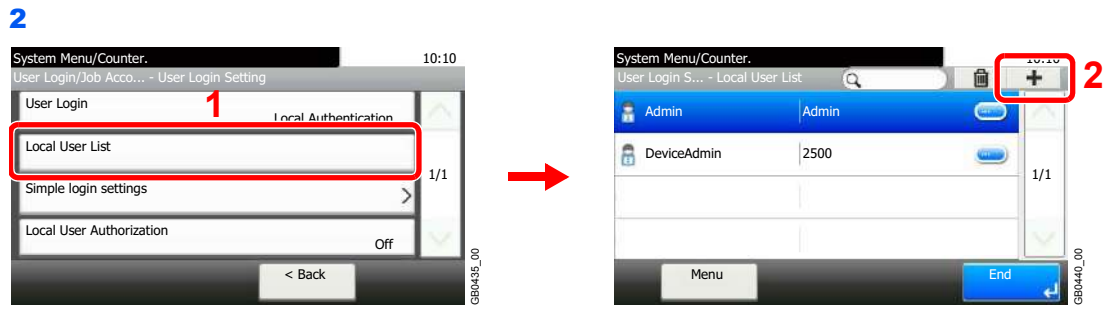 2
System Menu/Counter.
10:10
User Login/Job Acco... - User Login Setting
User Login
1
Local Authentication
Local User List
1/1
Simple login settings
Local User Authorization
Off
< Back
GB0435_00
System Menu/Counter.
10:10
User Login S... - Local User List
+
2
Admin
Admin
DeviceAdmin
2500
1/1
Menu
End
GB0440_00